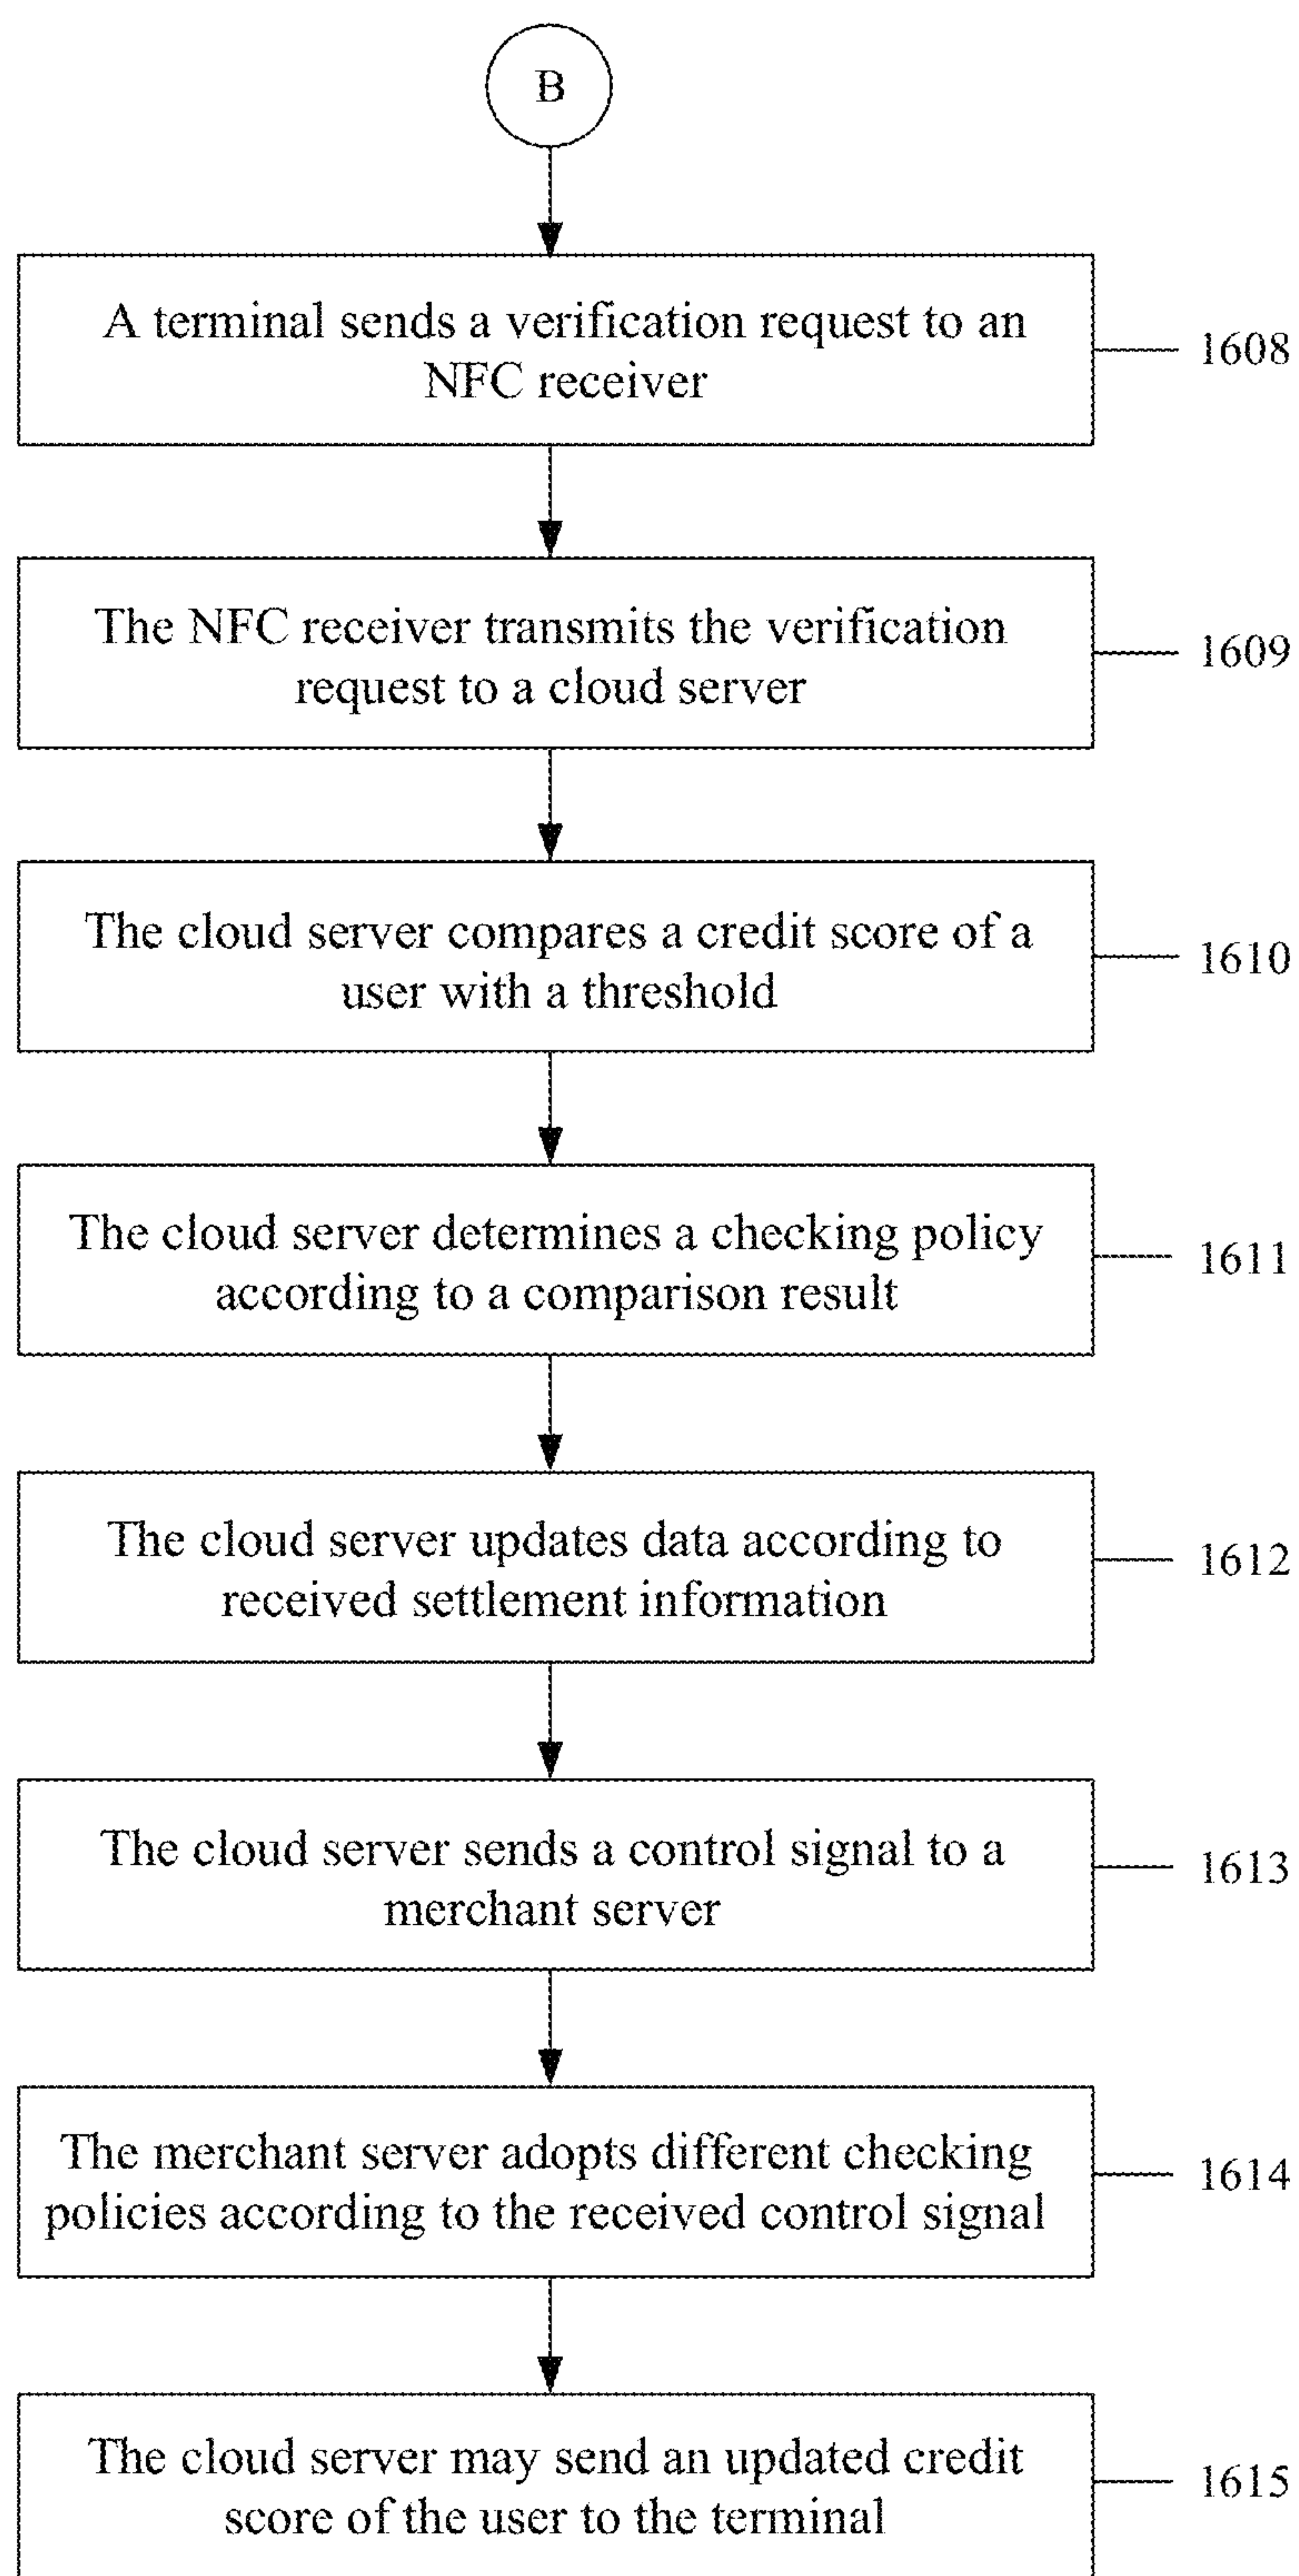 B
A terminal sends a verification request to an
NFC receiver
1608
The NFC receiver transmits the verification
request to a cloud server
1609
The cloud server compares a credit score of a
user with a threshold
1610
The cloud server determines a checking policy
according to a comparison result
1611
The cloud server updates data according to
received settlement information
1612
The cloud server sends a control signal to a
merchant server
1613
The merchant server adopts different checking
policies according to the received control signal
1614
The cloud server may send an updated credit
score of the user to the terminal
1615